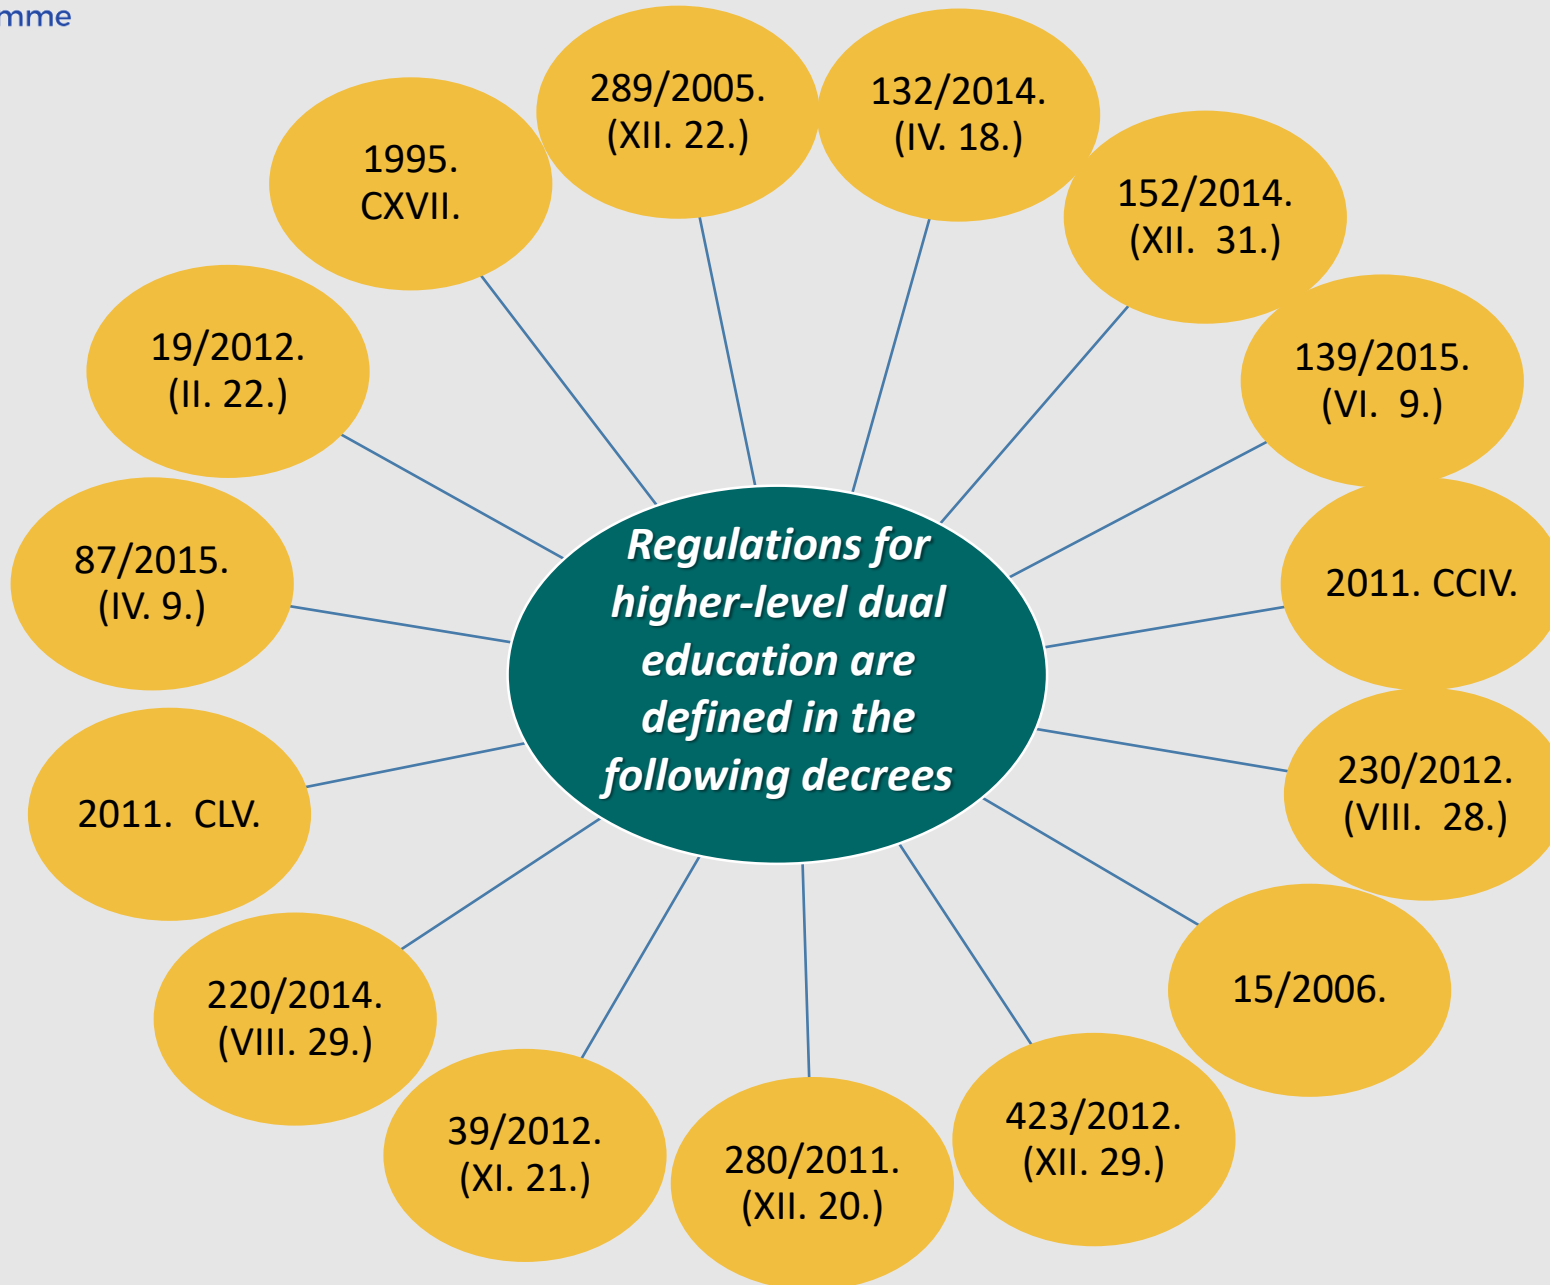 mme
289/2005.
(XII. 22.)
132/2014.
(IV. 18.)
152/2014.
(XII.  31.)
139/2015.
(VI.  9.)
2011. CCIV.
230/2012.
(VIII.  28.)
15/2006.
423/2012.
(XII. 29.)
280/2011.
(XII. 20.)
39/2012.
(XI. 21.)
220/2014.
(VIII. 29.)
2011.  CLV.
87/2015.
(IV. 9.)
19/2012.
(II. 22.)
1995.
CXVII.
Regulations for
higher-level dual
education are
defined in the
following decrees